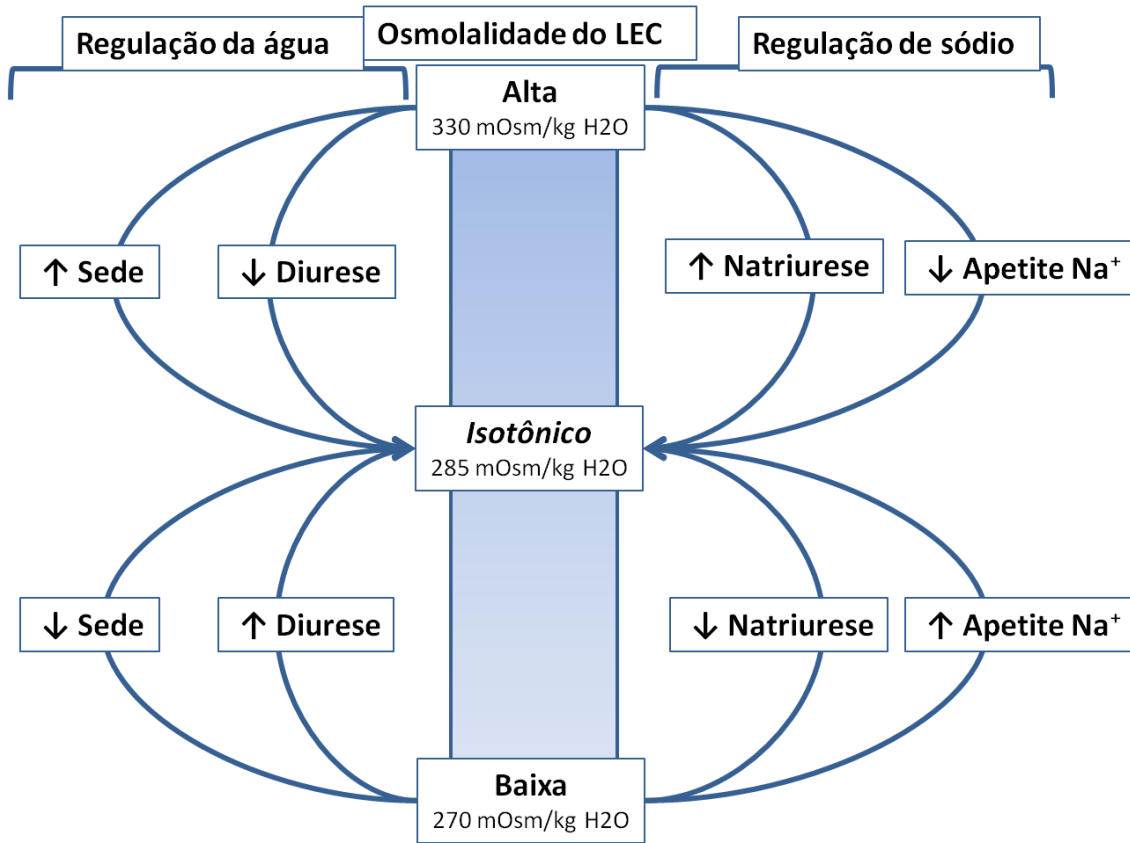 Regulação da água
Osmolalidade do LEC
Regulação de sódio
Alta
330 mOsm/kg H2O
↑ Sede
↓ Diurese
↑ Natriurese
↓ Apetite Na⁺
Isotônico
285 mOsm/kg H2O
↓ Sede
↑ Diurese
↓ Natriurese
↑ Apetite Na⁺
Baixa
270 mOsm/kg H2O